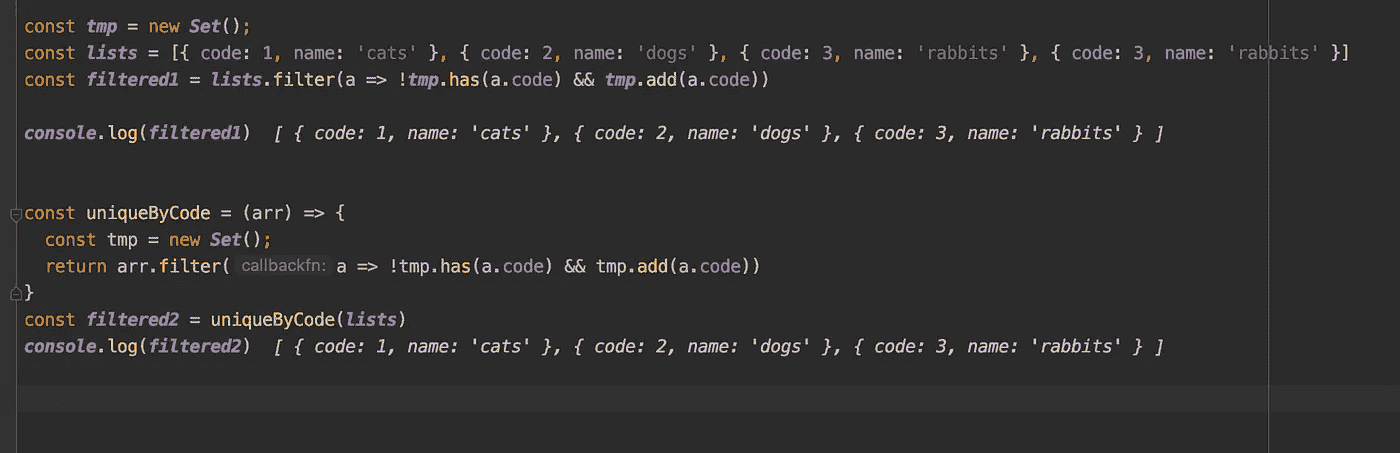 const tmp = new Set();
const lists = [{ code: 1, name: 'cats' }, { code: 2, name: 'dogs' }, { code: 3, name: 'rabbits' }, { code: 3, name: 'rabbits' }]
const filtered1 = lists.filter(a => !tmp.has(a.code) && tmp.add(a.code))
console.log(filtered1) [ { code: 1, name: 'cats' }, { code: 2, name: 'dogs' }, { code: 3, name: 'rabbits' } ]
const uniqueByCode = (arr) => {
const tmp = new Set();
return arr.filter( callbackfn: a => !tmp.has(a.code) && tmp.add(a.code))
}
const filtered2 = uniqueByCode(lists)
console.log(filtered2) [ { code: 1, name: 'cats' }, { code: 2, name: 'dogs' }, { code: 3, name: 'rabbits' } ]